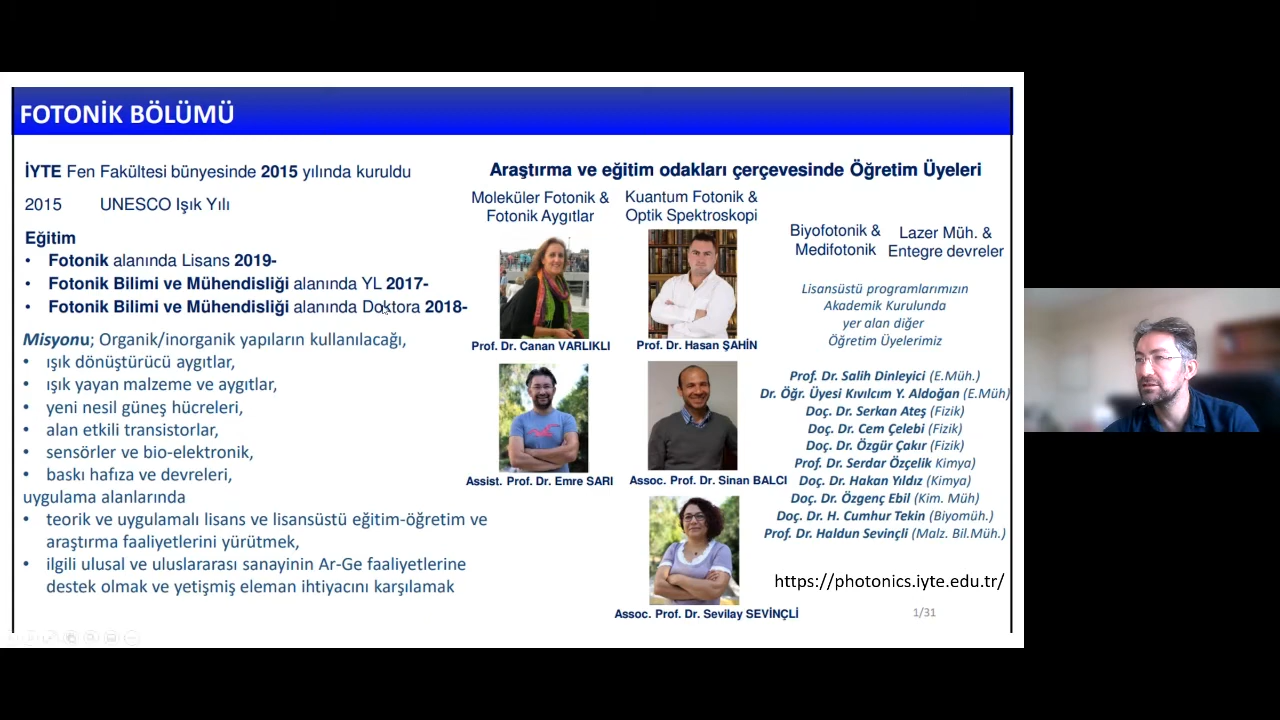 FOTONİK BÖLÜMÜ
İYTE Fen Fakültesi bünyesinde 2015 yılında kuruldu
2015 UNESCO Işık Yılı
Eğitim
• Fotonik alanında Lisans 2019-
• Fotonik Bilimi ve Mühendisliği alanında YL 2017-
• Fotonik Bilimi ve Mühendisliği alanında Doktora 2018-
Misyonu; Organik/inorganik yapıların kullanılacağı,
• ışık dönüştürücü aygıtlar,
• ışık yayan malzeme ve aygıtlar,
• yeni nesil güneş hücreleri,
• alan etkili transistorlar,
• sensörler ve bio-elektronik,
• baskı hafıza ve devreleri,
uygulama alanlarında
• teorik ve uygulamalı lisans ve lisansüstü eğitim-öğretim ve
araştırma faaliyetlerini yürütmek,
• ilgili ulusal ve uluslararası sanayinin Ar-Ge faaliyetlerine
destek olmak ve yetişmiş eleman ihtiyacını karşılamak
Araştırma ve eğitim odakları çerçevesinde Öğretim Üyeleri
Moleküler Fotonik &
Fotonik Aygıtlar
Prof. Dr. Canan VARLIKLI
Assist. Prof. Dr. Emre SARI
Kuantum Fotonik &
Optik Spektroskopi
Prof. Dr. Hasan ŞAHİN
Assoc. Prof. Dr. Sinan BALCI
Assoc. Prof. Dr. Sevilay SEVİNÇLİ
Biyofotonik &
Medifotonik
Lazer Müh. &
Entegre devreler
Lisansüstü programlarımızın
Akademik Kurulunda
yer alan diğer
Öğretim Üyelerimiz
Prof. Dr. Salih Dinleyici (E.Müh.)
Dr. Öğr. Üyesi Kıvılcım Y. Aldoğan (E.Müh)
Doç. Dr. Serkan Ateş (Fizik)
Doç. Dr. Cem Çelebi (Fizik)
Doç. Dr. Özgür Çakır (Fizik)
Prof. Dr. Serdar Özçelik Kimya)
Doç. Dr. Hakan Yıldız (Kimya)
Doç. Dr. Özgenç Ebil (Kim. Müh)
Doç. Dr. H. Cumhur Tekin (Biyomüh.)
Prof. Dr. Haldun Sevinçli (Malz. Bil.Müh.)
https://photonics.iyte.edu.tr/
1/31